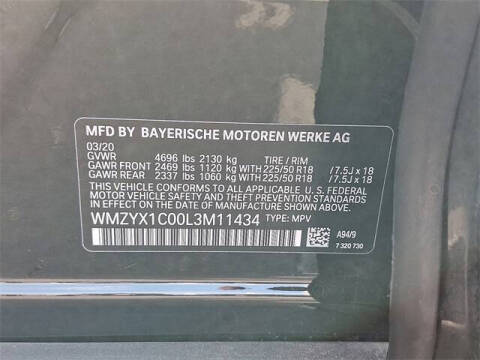 MFD BY BAYERISCHE MOTOREN WERKE AG
03/20
GVWR 4696 lbs 2130 kg TIRE / RIM
GAWR FRONT 2469 lbs 1120 kg WITH 225/50 R18 / 7.5J x 18
GAWR REAR 2337 lbs 1060 kg WITH 225/50 R18 / 7.5J x 18
THIS VEHICLE CONFORMS TO ALL APPLICABLE U. S. FEDERAL
MOTOR VEHICLE SAFETY AND THEFT PREVENTION STANDARDS
IN EFFECT ON THE DATE OF MANUFACTURE SHOWN ABOVE.
WMZYX1C00L3M11434 TYPE: MPV
A94/9
7 320 730